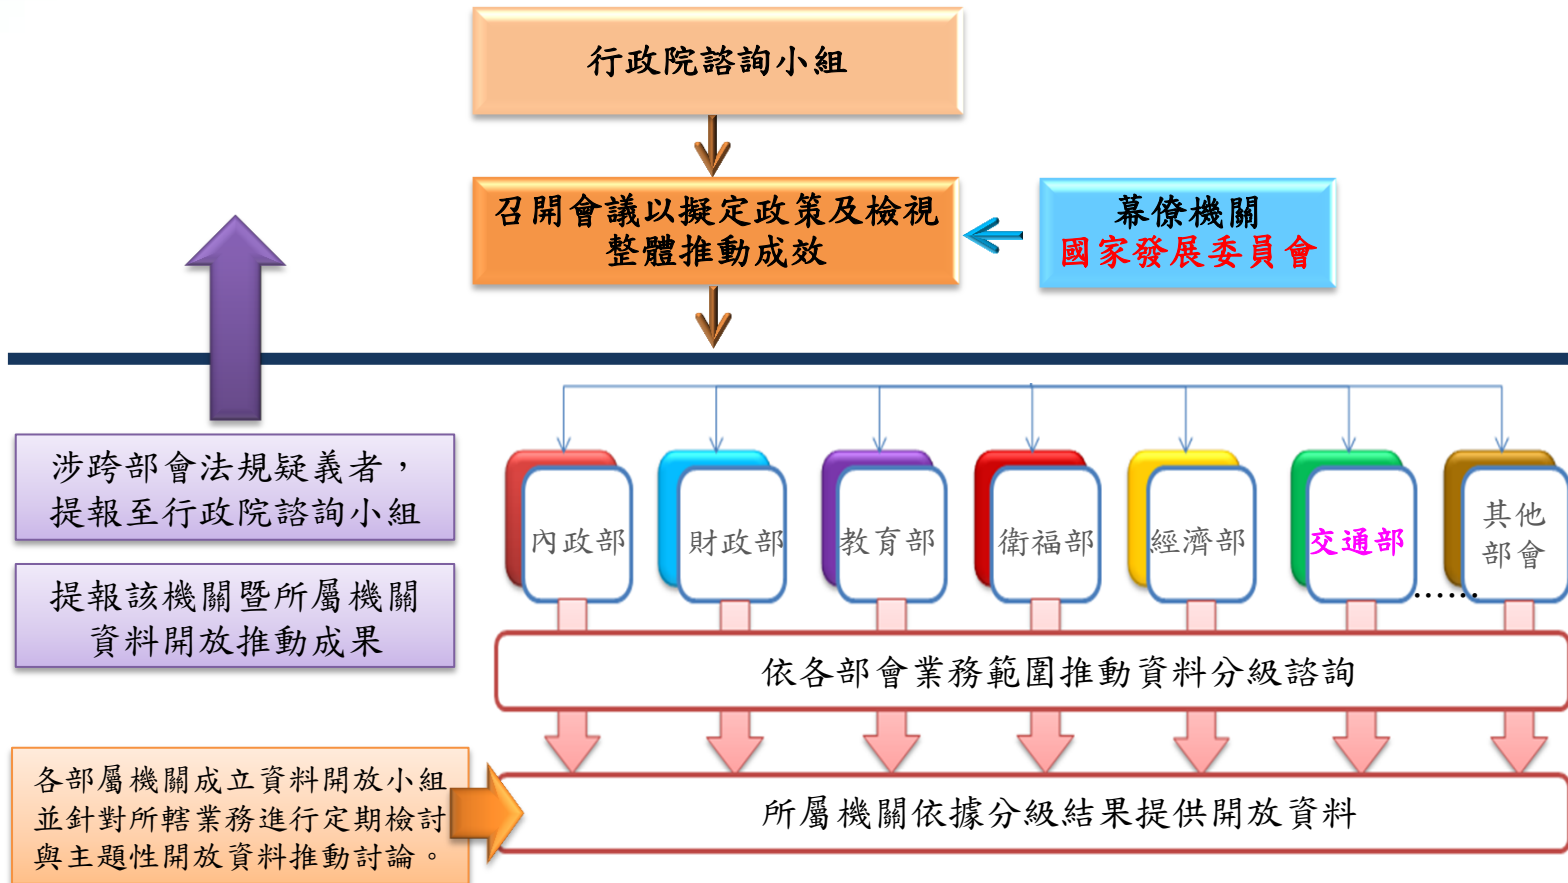 行政院諮詢小組
召開會議以擬定政策及檢視
整體推動成效
幕僚機關
國家發展委員會
涉跨部會法規疑義者，
提報至行政院諮詢小組
提報該機關暨所屬機關
資料開放推動成果
內政部
財政部
教育部
衛福部
經濟部
交通部
……
其他
部會
依各部會業務範圍推動資料分級諮詢
各部屬機關成立資料開放小組
並針對所轄業務進行定期檢討
與主題性開放資料推動討論。
所屬機關依據分級結果提供開放資料